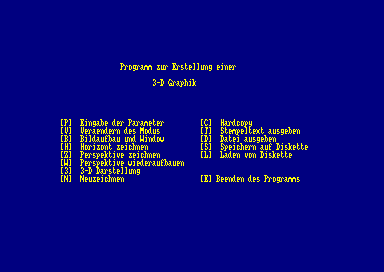 Programm zur Erstellung einer
3-D Graphik
[P] Eingabe der Parameter [C] Hardcopy
[V] Veraendern des Modus [T] Stempeltext ausgeben
[B] Bildaufbau und Window [D] Datei ausgeben
[H] Horizont zeichnen [S] Speichern auf Diskette
[Z] Perspektive zeichnen [L] Laden von Diskette
[W] Perspektive wiederaufbauen
[3] 3-D Darstellung
[N] Neuzeichnen [E] Beenden des Programms